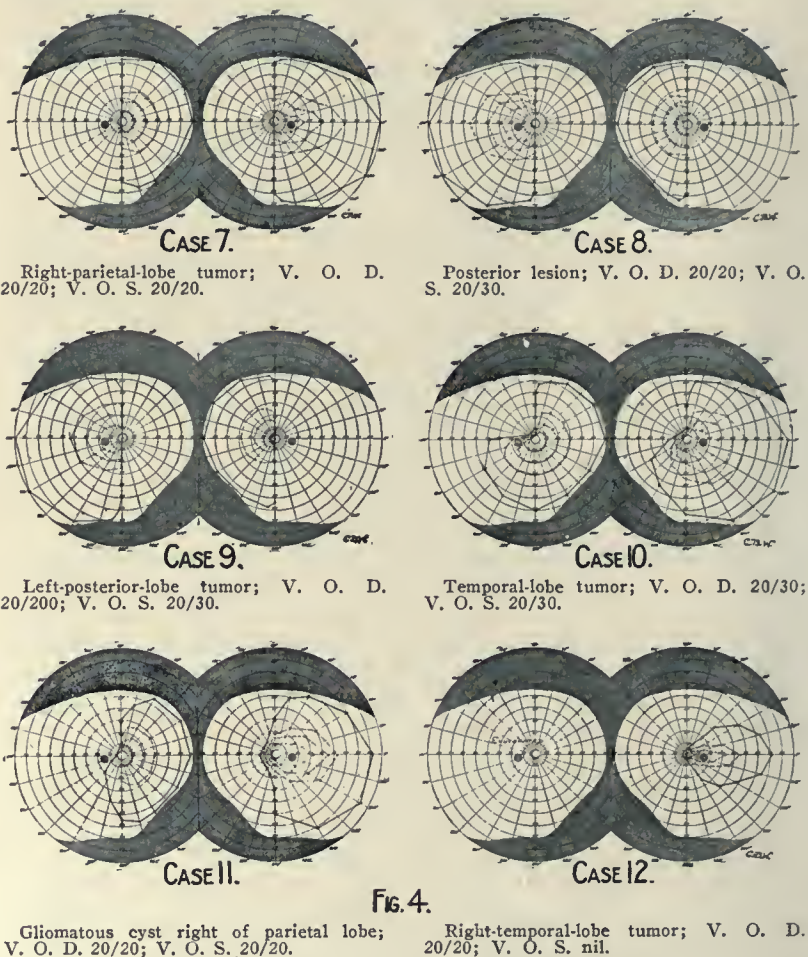 CASE 7.
Right-parietal-lobe tumor; V. O. D.
20/20; V. O. S. 20/20.
CASE 8.
Posterior lesion; V. O. D. 20/20; V. O.
S. 20/30.
CASE 9.
Left-posterior-lobe tumor; V. O. D.
20/200; V. O. S. 20/30.
CASE 10.
Temporal-lobe tumor; V. O. D. 20/30;
V. O. S. 20/30.
CASE 11.
CASE 12.
FIG. 4.
Gliomatous cyst right of parietal lobe;
V. O. D. 20/20; V. O. S. 20/20.
Right-temporal-lobe tumor; V. O. D.
20/20; V. O. S. nil.